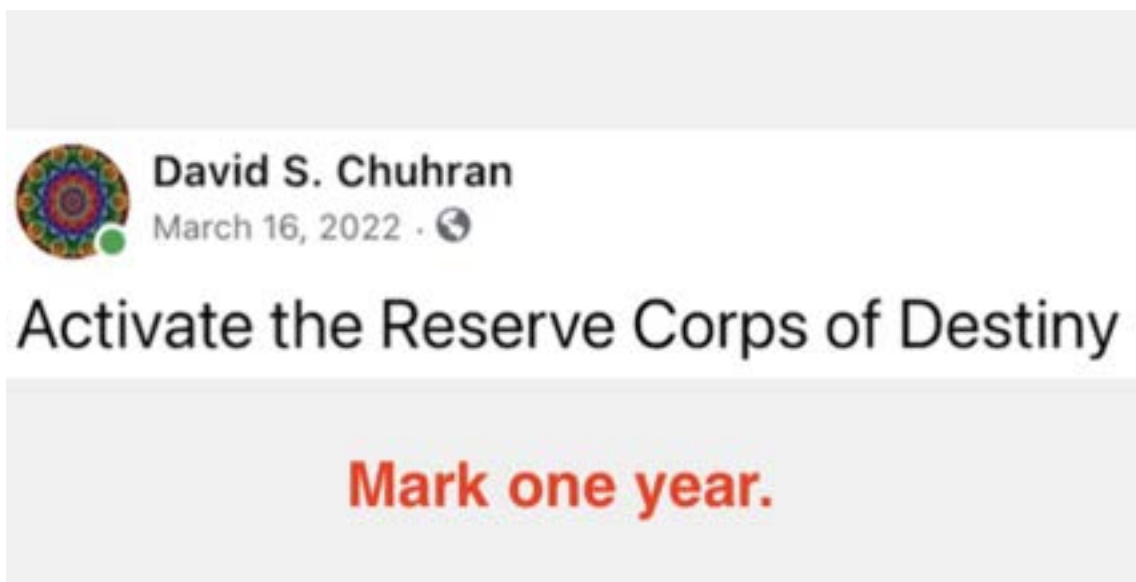 David S. Chuhran
March 16, 2022 ·
Activate the Reserve Corps of Destiny
Mark one year.